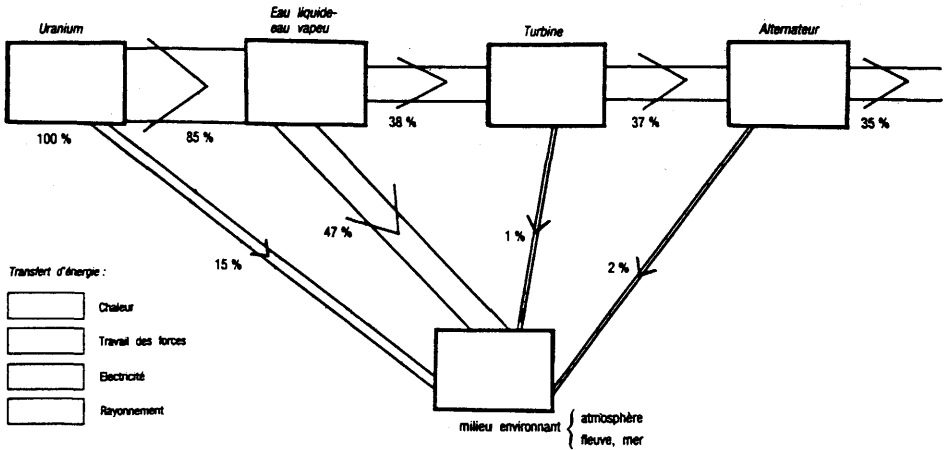 Uranium
Eau liquide-
eau vapeu
Turbine
Alternateur
100 %
85 %
38 %
37 %
35 %
15 %
47 %
1 %
2 %
Transfert d'énergie :
Chaleur
Travail des forces
Electricité
Rayonnement
milieu environnant { atmosphère
fleuve, mer